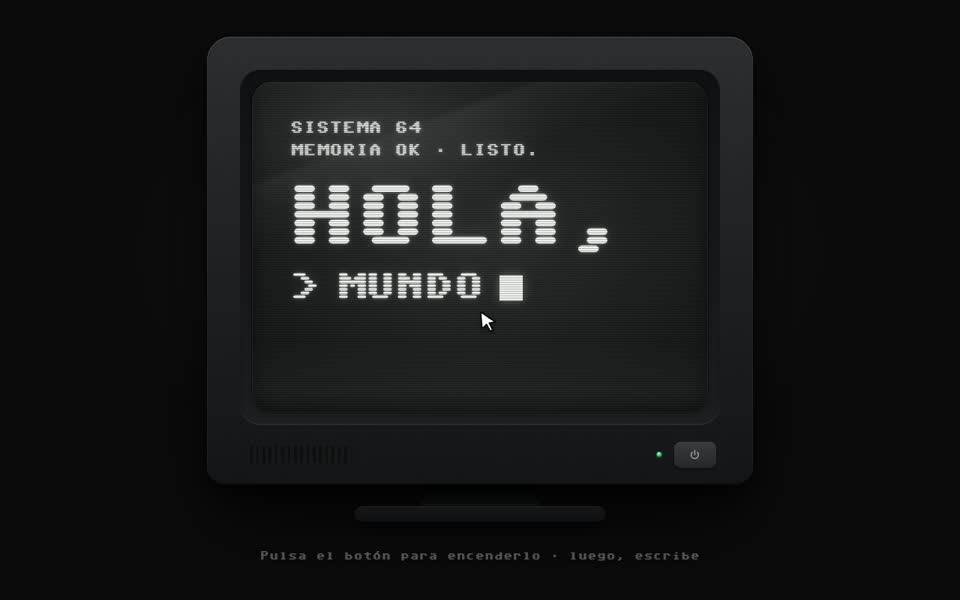 SISTEMA 64
MEMORIA OK · LISTO.
HOLA,
> MUNDO
Pulsa el botón para encenderlo · luego, escribe